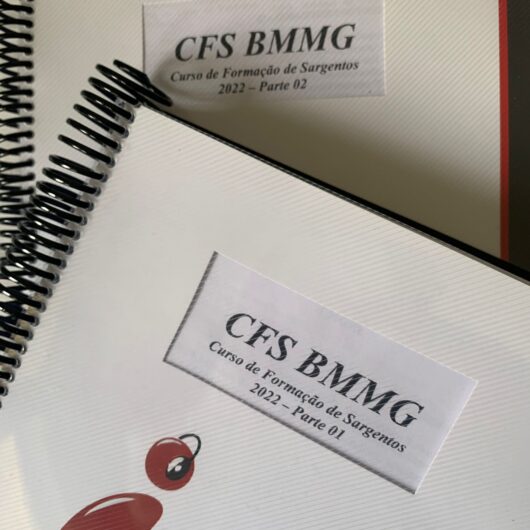 CFS BMMG
Curso de Formação de Sargentos
2022 – Parte 02
CFS BMMG
Curso de Formação de Sargentos
2022 – Parte 01